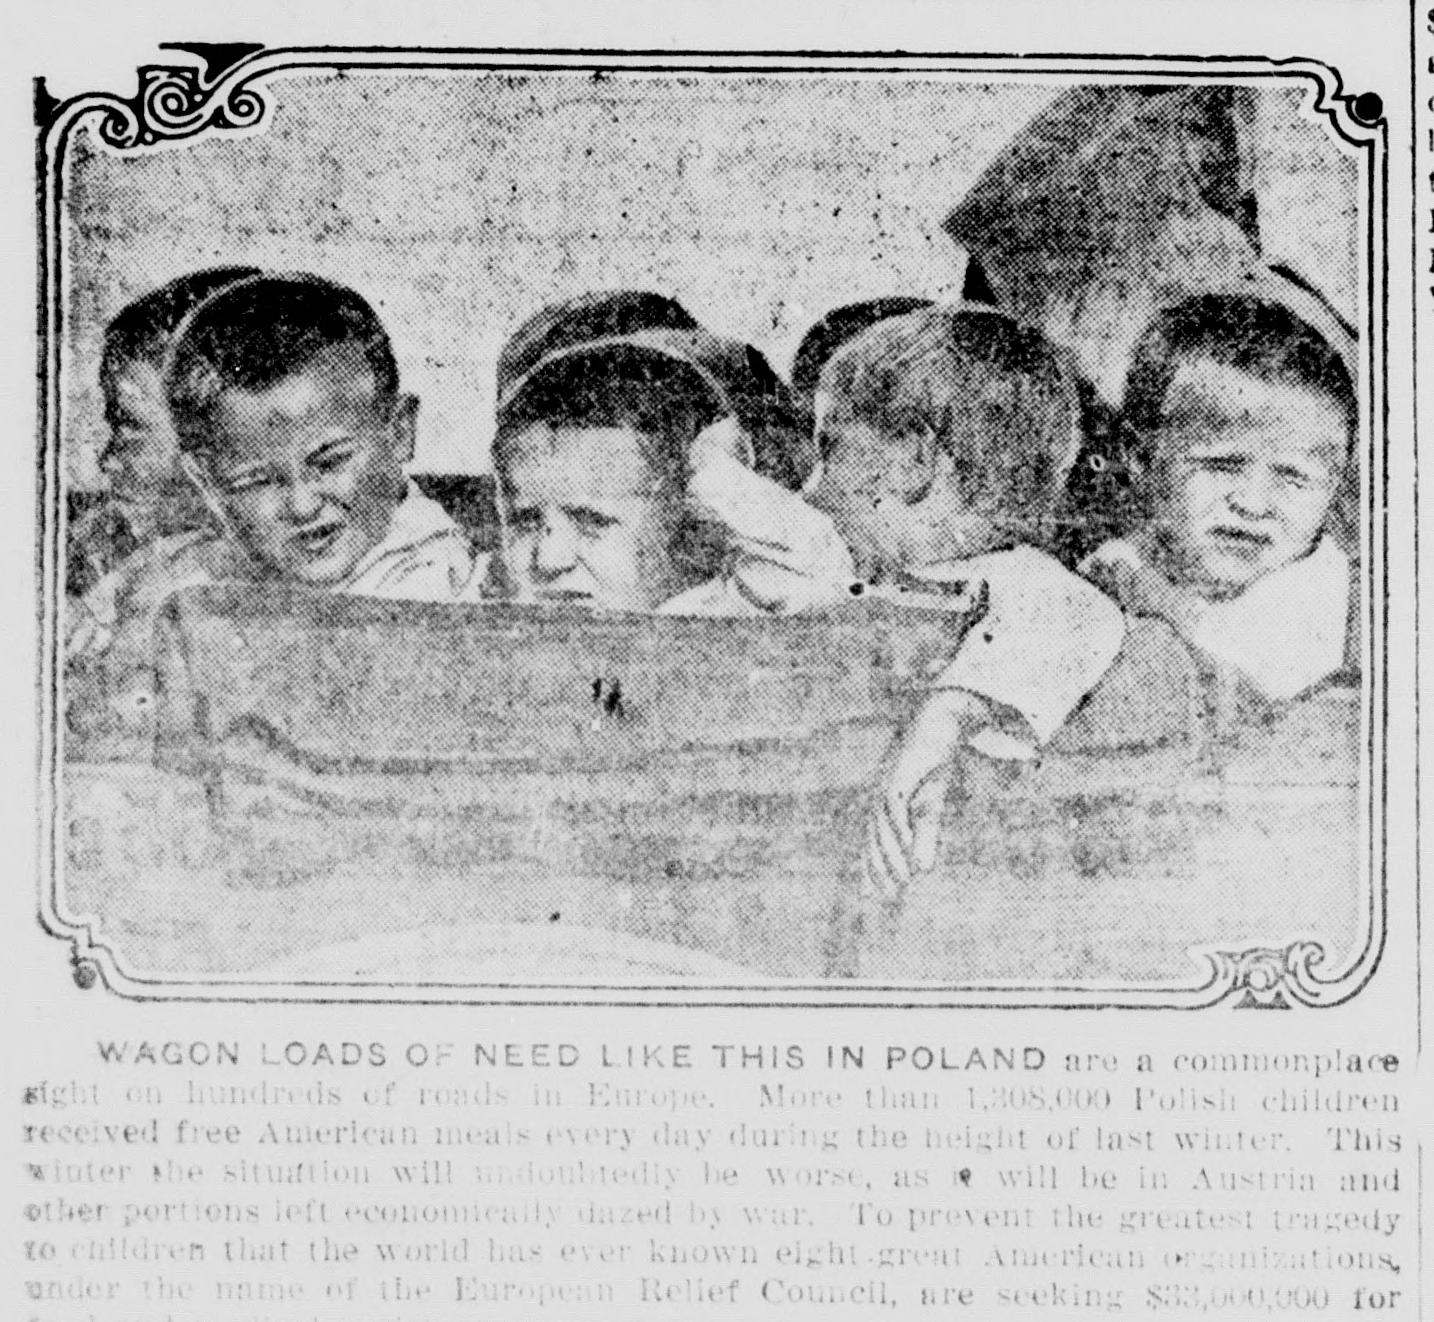 WAGON LOADS OF NEED LIKE THIS IN POLAND are a commonplace
sight on hundreds of roads in Europe. More than 1,308,000 Polish children
received free American meals every day during the height of last winter. This
winter the situation will undoubtedly be worse, as it will be in Austria and
other portions left economically dazed by war. To prevent the greatest tragedy
to children that the world has ever known eight great American organizations,
under the name of the European Relief Council, are seeking $33,000,000 for